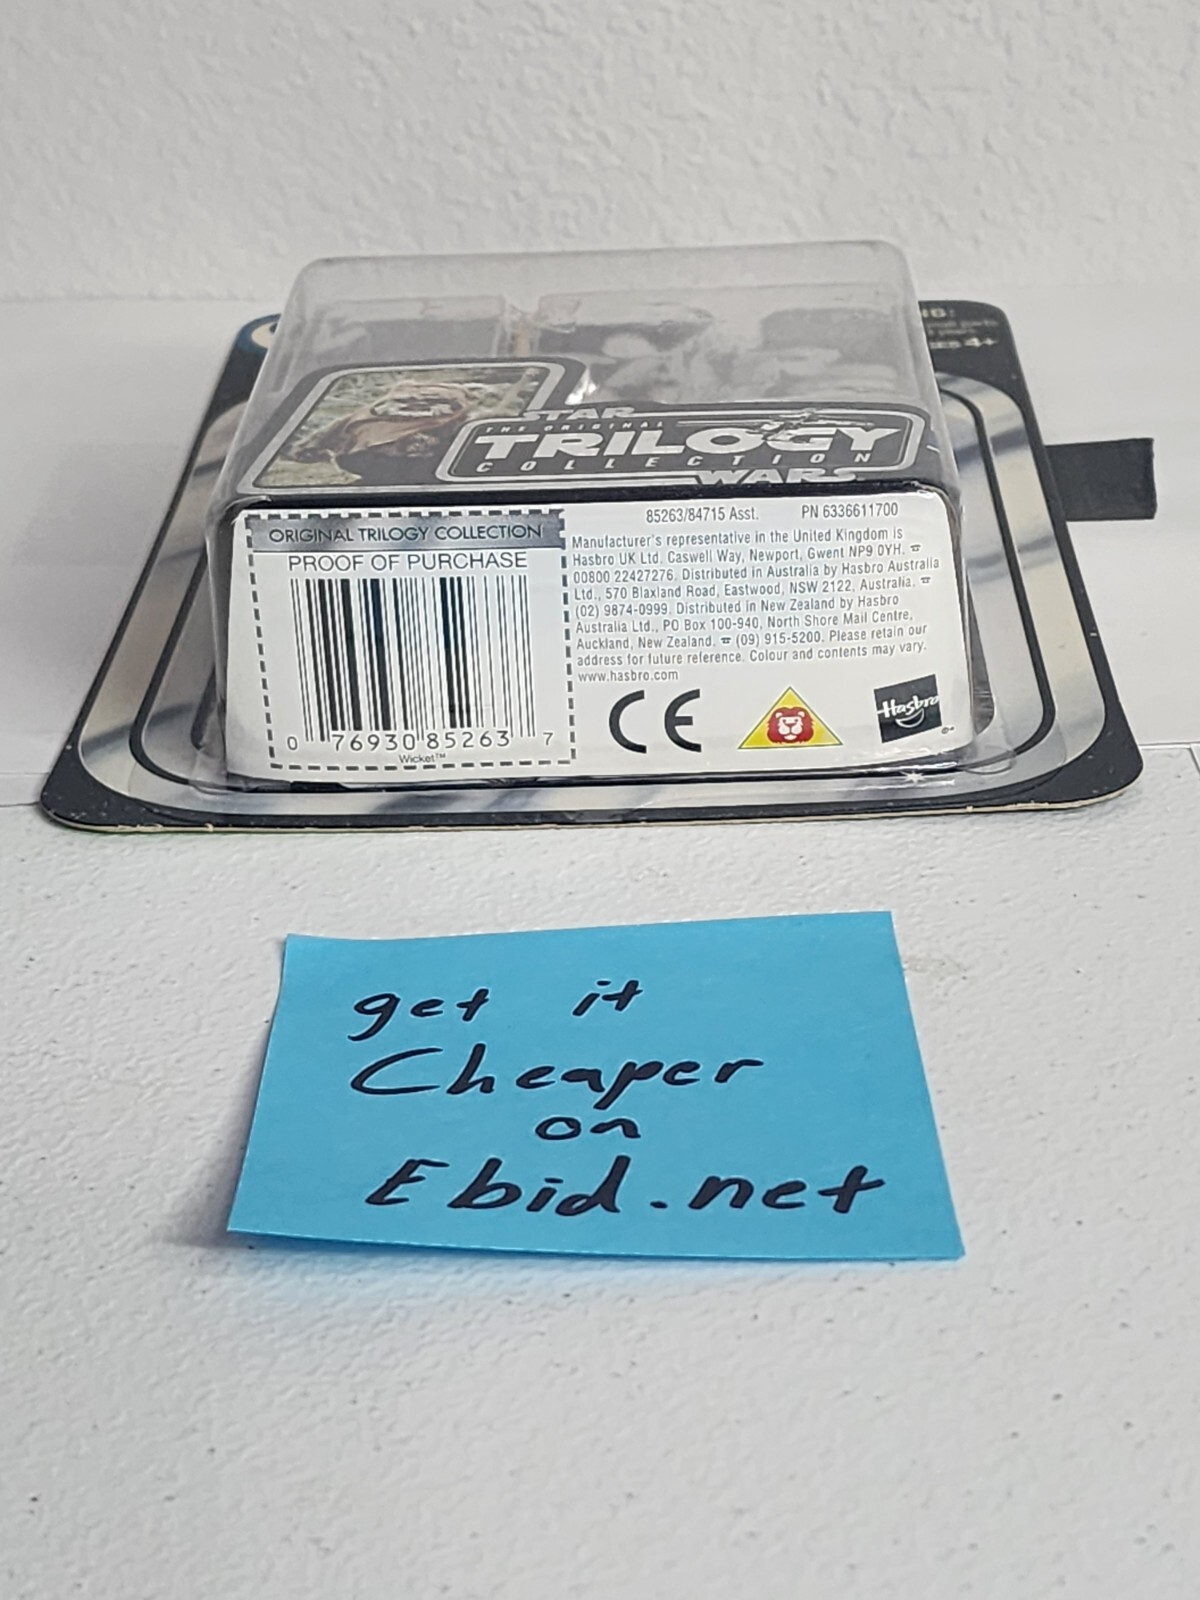 ES 4+
STAR
THE ORIGINAL
TRILOGY
COLLECTION
WARS
85263/84715 Asst. PN 6336611700
ORIGINAL TRILOGY COLLECTION
PROOF OF PURCHASE
0 76930 85263 7
Wicket™
Manufacturer's representative in the United Kingdom is
Hasbro UK Ltd. Caswell Way, Newport, Gwent NP9 0YH. ☎
00800 22427276. Distributed in Australia by Hasbro Australia
Ltd., 570 Blaxland Road, Eastwood, NSW 2122, Australia. ☎
(02) 9874-0999. Distributed in New Zealand by Hasbro
Australia Ltd., PO Box 100-940, North Shore Mail Centre,
Auckland, New Zealand. ☎ (09) 915-5200. Please retain our
address for future reference. Colour and contents may vary.
www.hasbro.com
CE
Hasbro
get it
Cheaper
on
Ebid.net